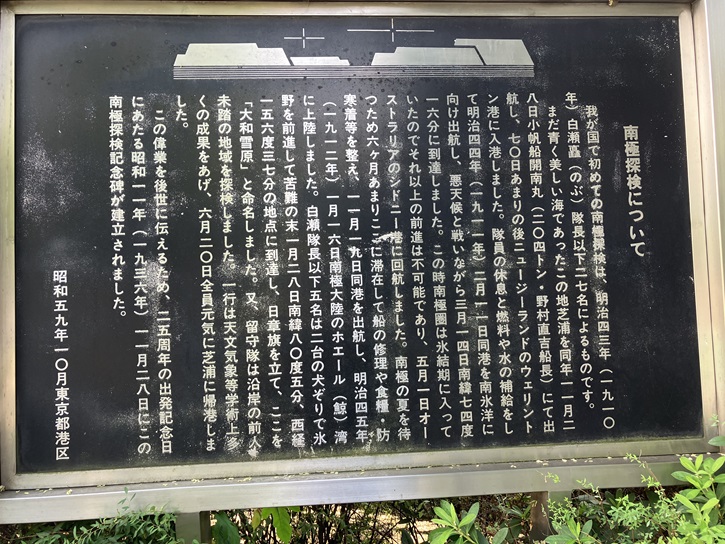 南極探検について
我が国で初めての南極探検は、明治四三年（一九一〇
年）白瀬矗（のぶ）隊長以下二七名によるものです。
まだ青く美しい海であったこの地芝浦を同年一一月二
八日小帆船開南丸（二〇四トン・野村直吉船長）にて出
航し、七〇日あまりの後ニュージーランドのウェリント
ン港に入港しました。隊員の休息と燃料や水の補給をし
て明治四四年（一九一一年）二月一一日同港を南氷洋に
向け出航し、悪天候と戦いながら三月一四日南緯七四度
一六分に到達しました。この時南極圏は氷結期に入って
いたのでそれ以上の前進は不可能であり、五月一日オー
ストラリアのシドニー港に回航しました。南極の夏を待
つため六ヶ月あまりここに滞在して船の修理や食糧・防
寒着等を整え、一一月一九日同港を出航し、明治四五年
（一九一二年）一月一六日南極大陸のホエール（鯨）湾
に上陸しました。白瀬隊長以下五名は二台の犬ぞりで氷
野を前進して苦難の末一月二八日南緯八〇度五分、西経
一五六度三七分の地点に到達し、日章旗を立て、ここを
「大和雪原」と命名しました。又、留守隊は沿岸の前人
未踏の地域を探検しました。一行は天文気象等学術上多
くの成果をあげ、六月二〇日全員元気に芝浦に帰港しま
した。
この偉業を後世に伝えるため、二五周年の出発記念日
にあたる昭和一一年（一九三六年）一一月二八日にこの
南極探検記念碑が建立されました。
昭和五九年一〇月東京都港区